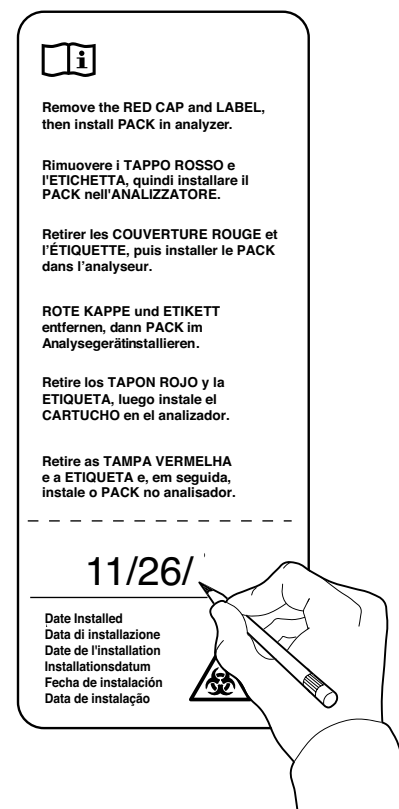 Remove the RED CAP and LABEL,
then install PACK in analyzer.
Rimuovere i TAPPO ROSSO e
l'ETICHETTA, quindi installare il
PACK nell'ANALIZZATORE.
Retirer les COUVERTURE ROUGE et
l'ÉTIQUETTE, puis installer le PACK
dans l'analyseur.
ROTE KAPPE und ETIKETT
entfernen, dann PACK im
Analysegerätinstallieren.
Retire los TAPON ROJO y la
ETIQUETA, luego instale el
CARTUCHO en el analizador.
Retire as TAMPA VERMELHA
e a ETIQUETA e, em seguida,
instale o PACK no analisador.
11/26/
Date Installed
Data di installazione
Date de l'installation
Installationsdatum
Fecha de instalación
Data de instalação